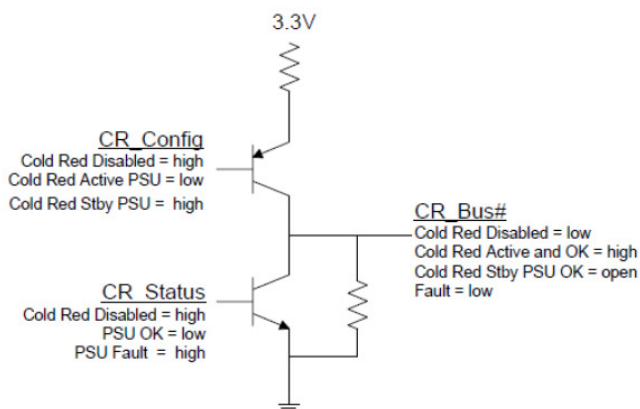 3.3V
CR_Config
Cold Red Disabled = high
Cold Red Active PSU = low
Cold Red Stby PSU = high
CR_Bus#
Cold Red Disabled = low
Cold Red Active and OK = high
Cold Red Stby PSU OK = open
Fault = low
CR_Status
Cold Red Disabled = high
PSU OK = low
PSU Fault = high